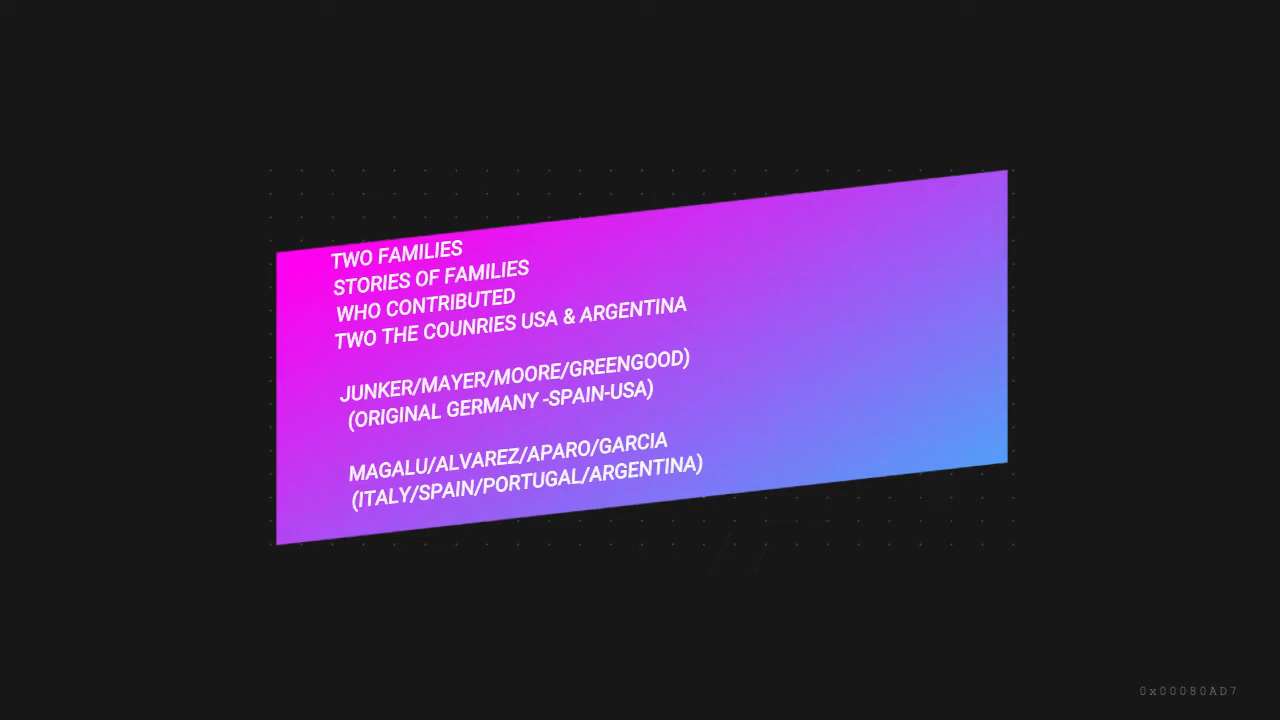 TWO FAMILIES
STORIES OF FAMILIES
WHO CONTRIBUTED
TWO THE COUNRIES USA & ARGENTINA
JUNKER/MAYER/MOORE/GREENGOOD)
(ORIGINAL GERMANY -SPAIN-USA)
MAGALU/ALVAREZ/APARO/GARCIA
(ITALY/SPAIN/PORTUGAL/ARGENTINA)
0x00080AD7